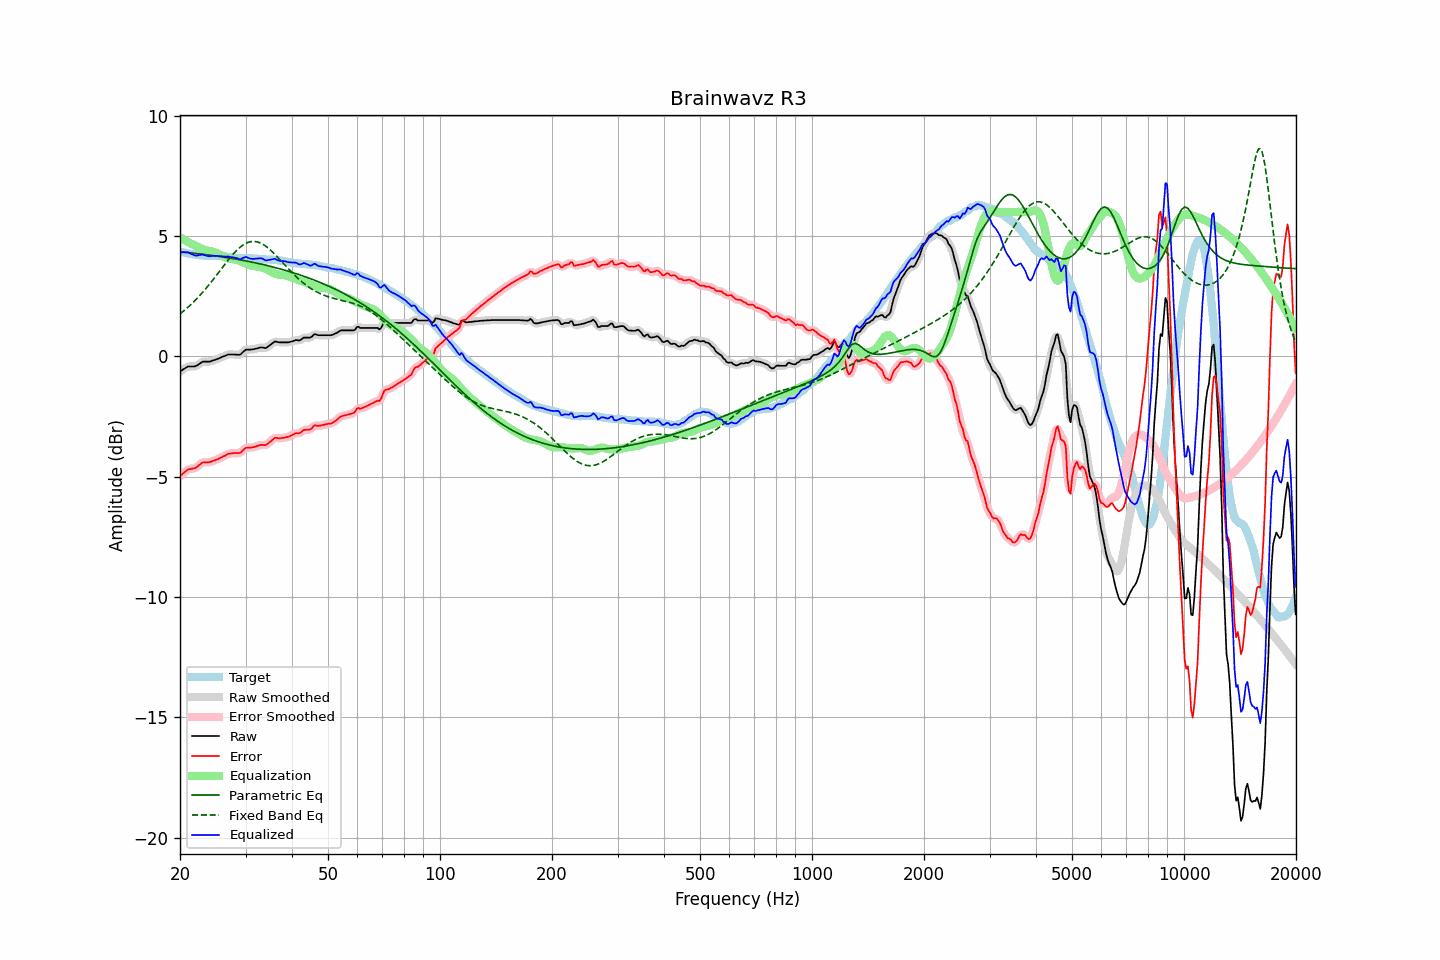 Brainwavz R3
Amplitude (dBr)
10
5
0
−5
−10
−15
−20
Target
Raw Smoothed
Error Smoothed
Raw
Error
Equalization
Parametric Eq
Fixed Band Eq
Equalized
20 50 100 200 500 1000 2000 5000 10000 20000
Frequency (Hz)